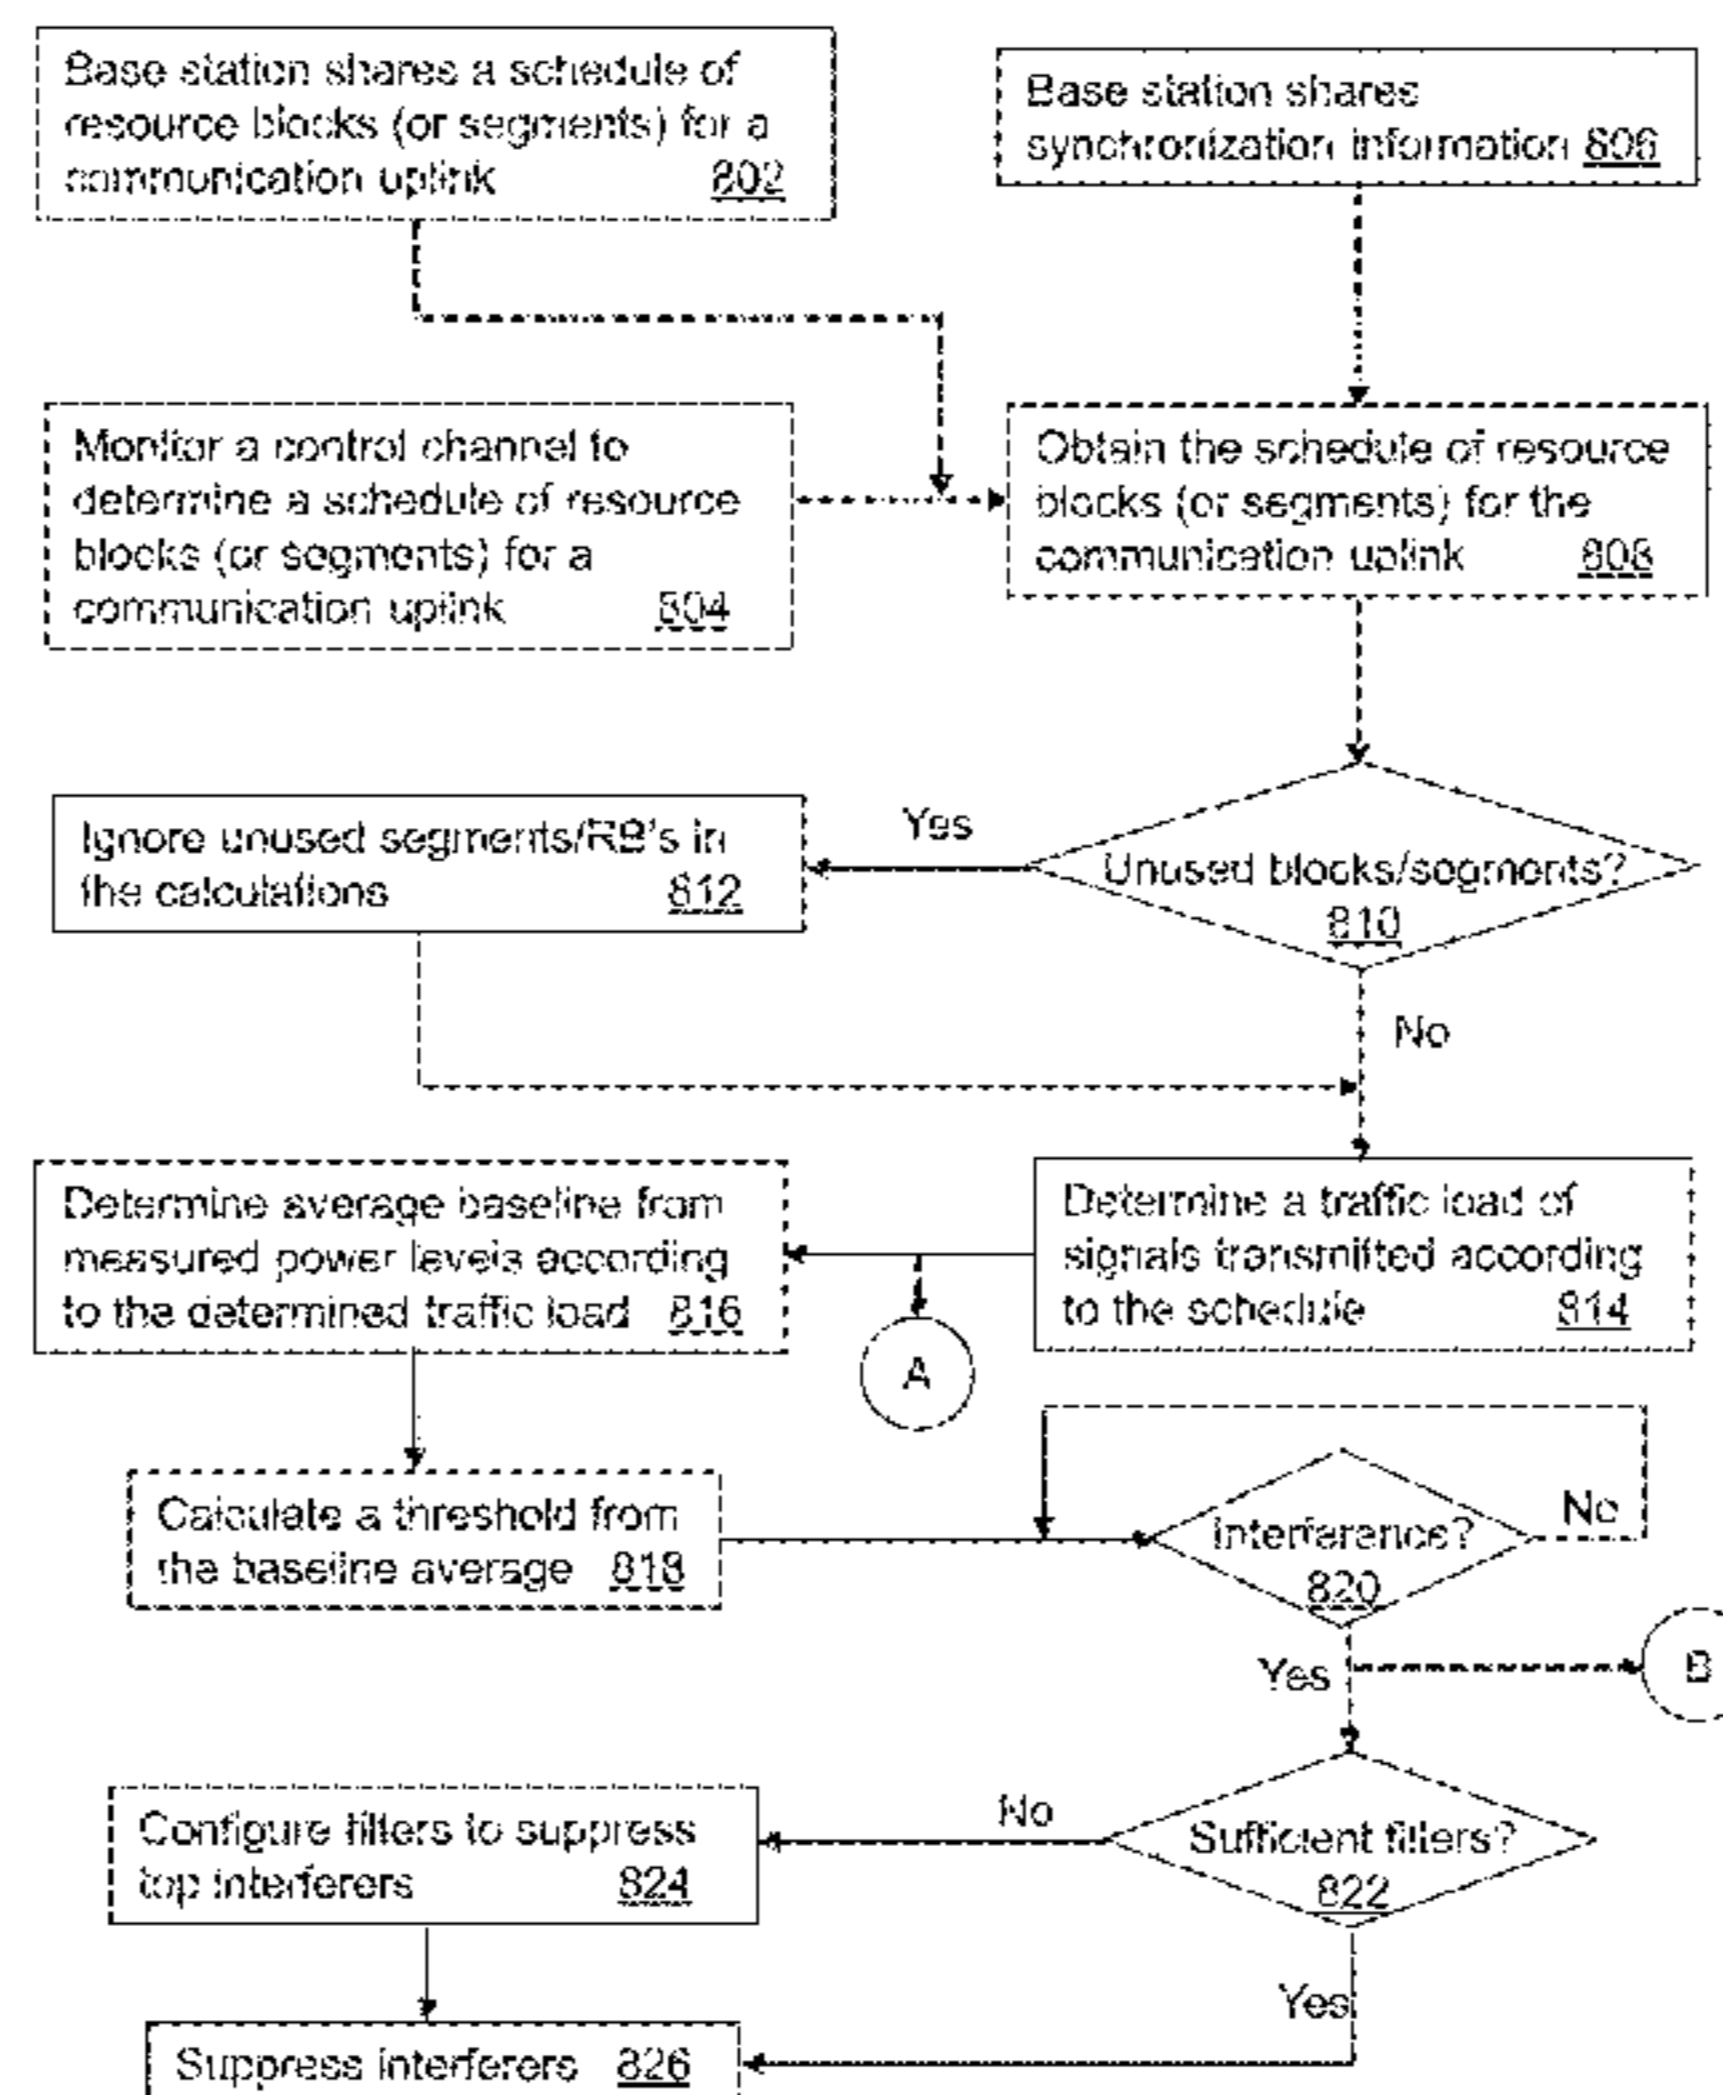 Base station shares a schedule of
resource blocks (or segments) for a
communication uplink 802
Base station shares
synchronization information 806
Monitor a control channel to
determine a schedule of resource
blocks (or segments) for a
communication uplink 804
Obtain the schedule of resource
blocks (or segments) for the
communication uplink 808
Unused blocks/segments?
810
Yes
Ignore unused segments/RB's in
the calculations 812
No
Determine a traffic load of
signals transmitted according
to the schedule 814
Determine average baseline from
measured power levels according
to the determined traffic load 816
A
Calculate a threshold from
the baseline average 818
Interference?
820
No
Yes
B
Sufficient filters?
822
No
Configure filters to suppress
top interferers 824
Yes
Suppress interferers 826